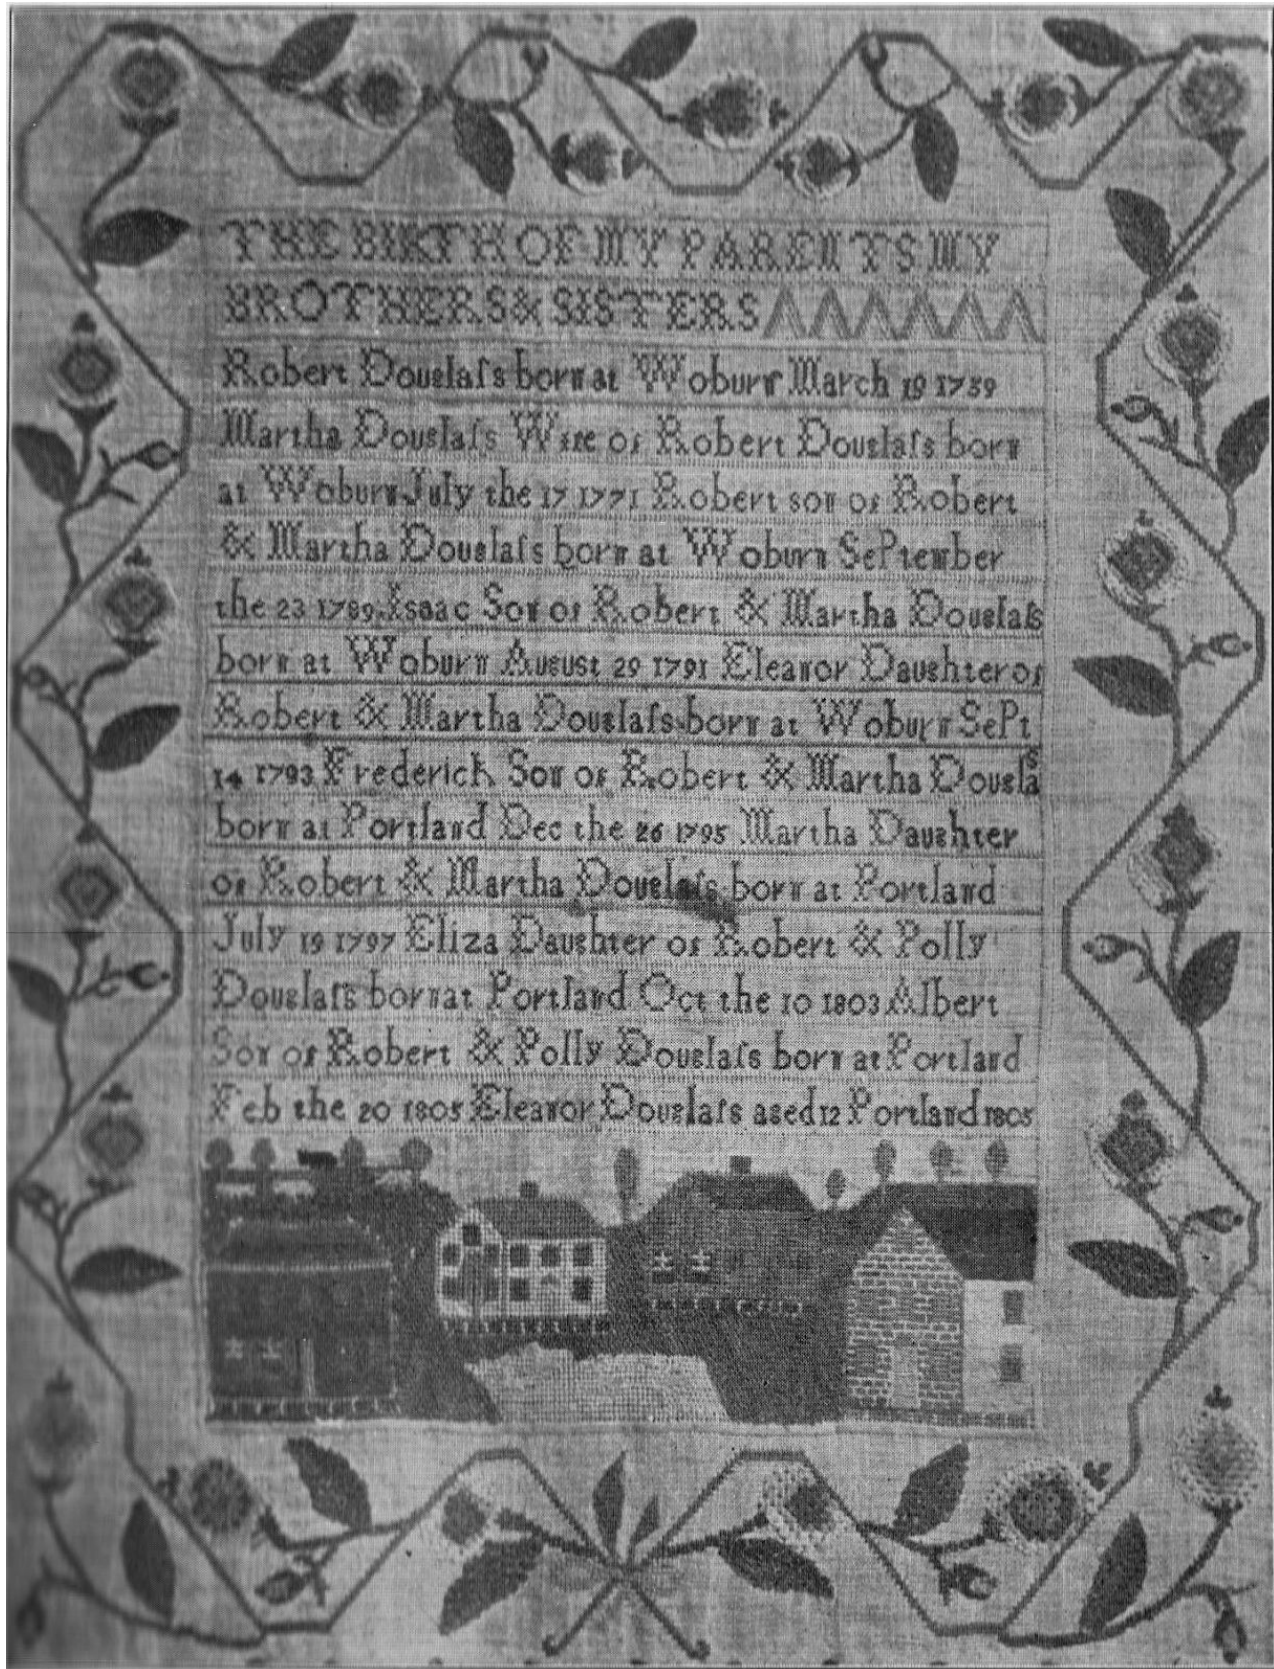 THE BIRTH OF MY PARENTS MY
BROTHERS & SISTERS
Robert Douglaſs born at Woburn March 19 1759
Martha Douglaſs Wife of Robert Douglaſs born
at Woburn July the 17 1771 Robert son of Robert
& Martha Douglaſs born at Woburn SePtember
the 23 1789 Isaac Son of Robert & Martha Douglaſs
born at Woburn August 29 1791 Eleanor Daughter of
Robert & Martha Douglaſs born at Woburn SePt
14 1793 Frederick Son of Robert & Martha Douglas
born at Portland Dec the 26 1795 Martha Daughter
of Robert & Martha Douglaſs born at Portland
July 19 1797 Eliza Daughter of Robert & Polly
Douglaſs born at Portland Oct the 10 1803 Albert
Son of Robert & Polly Douglaſs born at Portland
Feb the 20 1805 Eleanor Douglaſs aged 12 Portland 1805